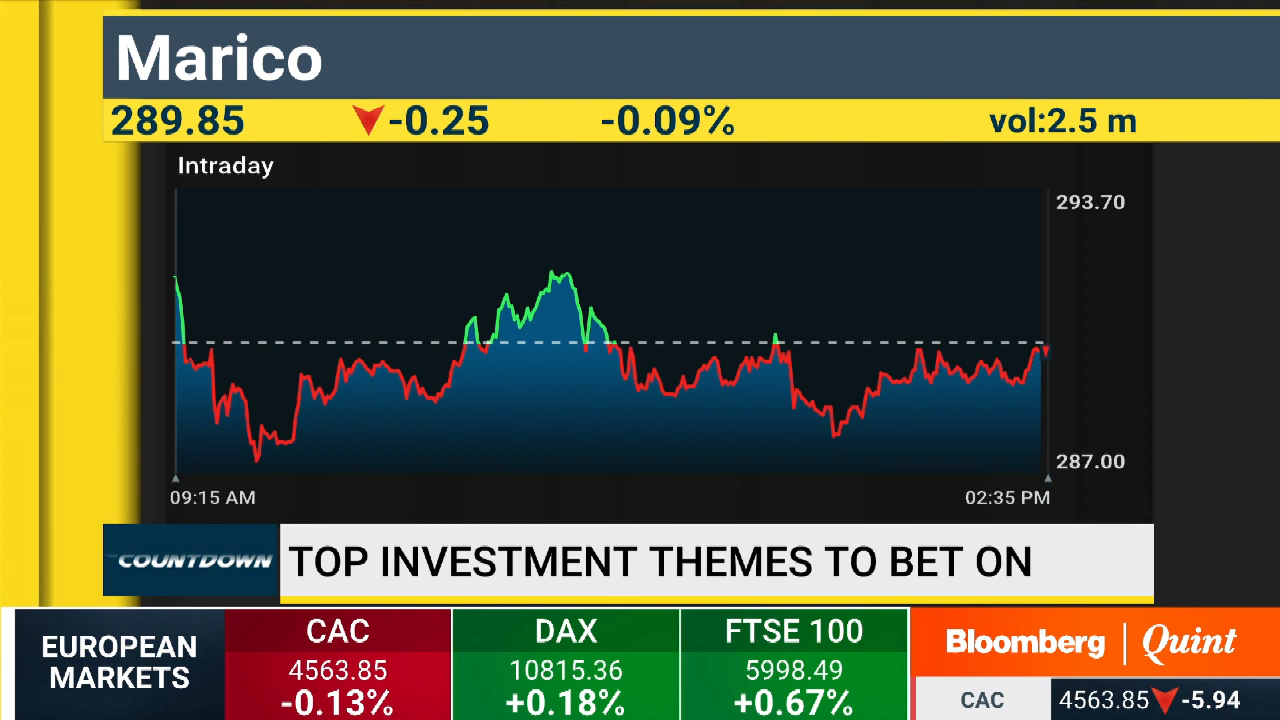 Marico
289.85 -0.25 -0.09% vol:2.5 m
Intraday
293.70
287.00
09:15 AM 02:35 PM
COUNTDOWN
TOP INVESTMENT THEMES TO BET ON
EUROPEAN
MARKETS
CAC
4563.85
-0.13%
DAX
10815.36
+0.18%
FTSE 100
5998.49
+0.67%
Bloomberg | Quint
CAC 4563.85 -5.94